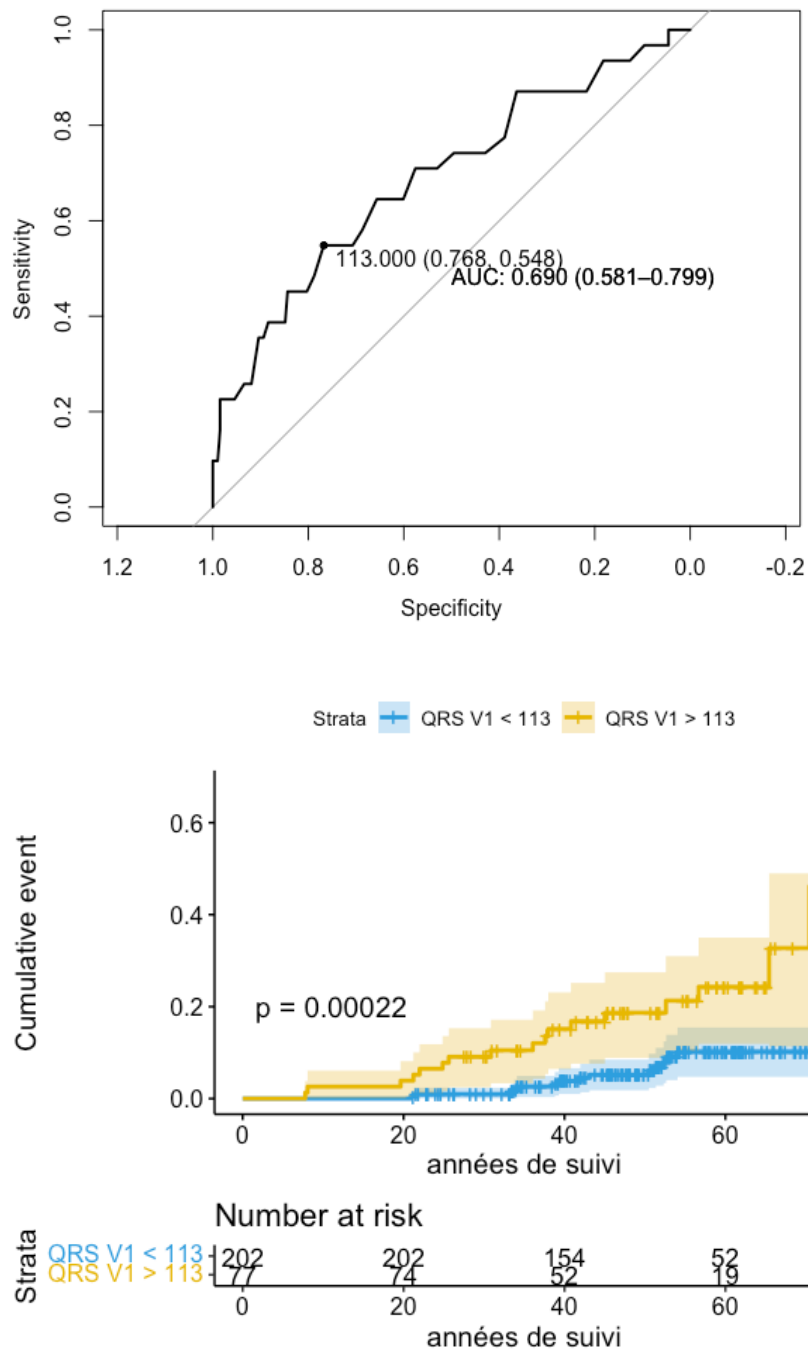 1.0
0.8
0.6
0.4
0.2
0.0
Sensitivity
113.000 (0.768, 0.548)
AUC: 0.690 (0.581–0.799)
1.2 1.0 0.8 0.6 0.4 0.2 0.0 -0.2
Specificity
Strata QRS V1 < 113 QRS V1 > 113
Cumulative event
0.6
0.4
0.2
0.0
p = 0.00022
0 20 40 60
années de suivi
Number at risk
Strata
QRS V1 < 113 202 202 154 52
QRS V1 > 113 77 74 52 19
0 20 40 60
années de suivi